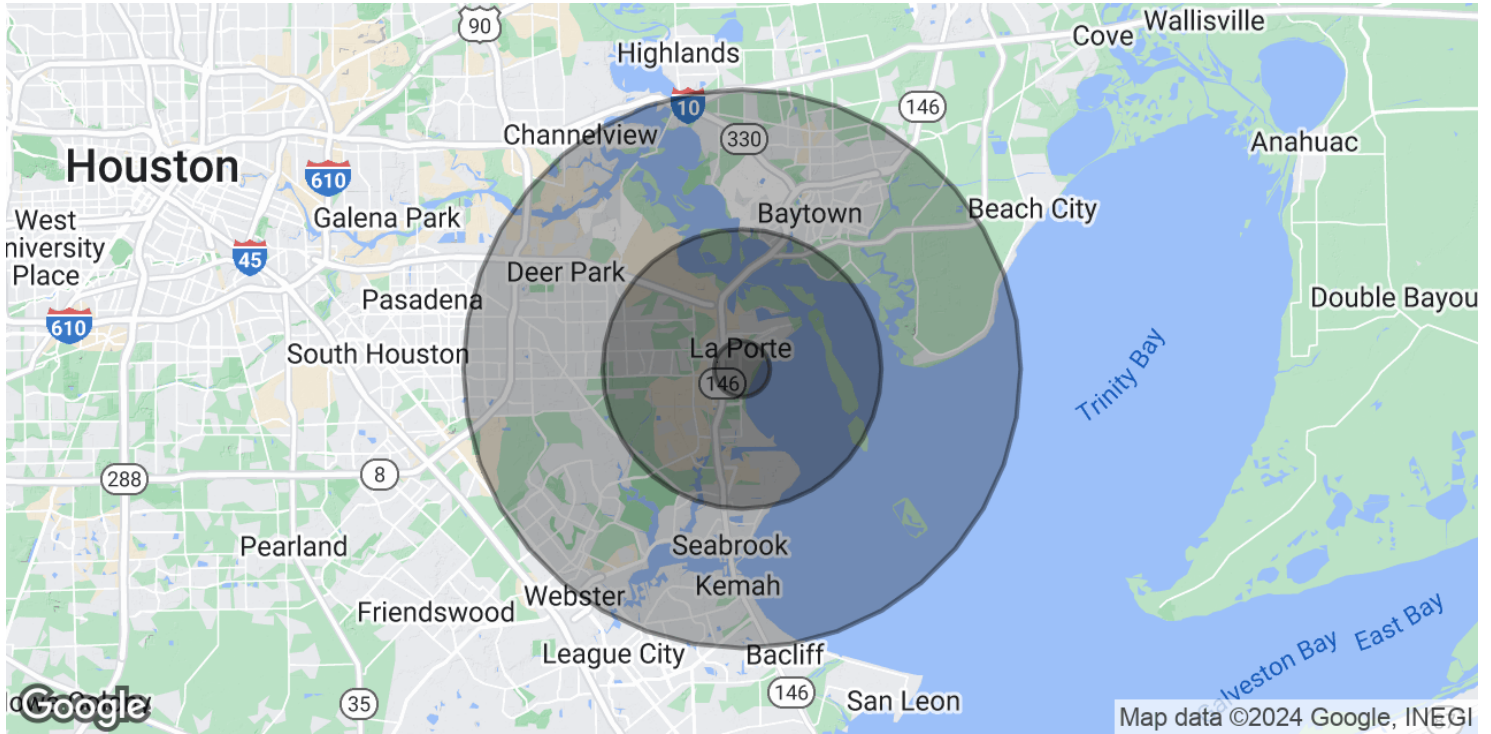 90
Wallisville
Cove
Highlands
10
146
Channelview
330
Anahuac
Houston
610
Galena Park
Baytown
Beach City
West
niversity
Place
45
Deer Park
Pasadena
Double Bayou
610
La Porte
South Houston
146
Trinity Bay
288
8
Pearland
Seabrook
Kemah
Webster
Friendswood
East Bay
League City
Bacliff
alveston Bay
146
San Leon
35
Google
Map data ©2024 Google, INEGI